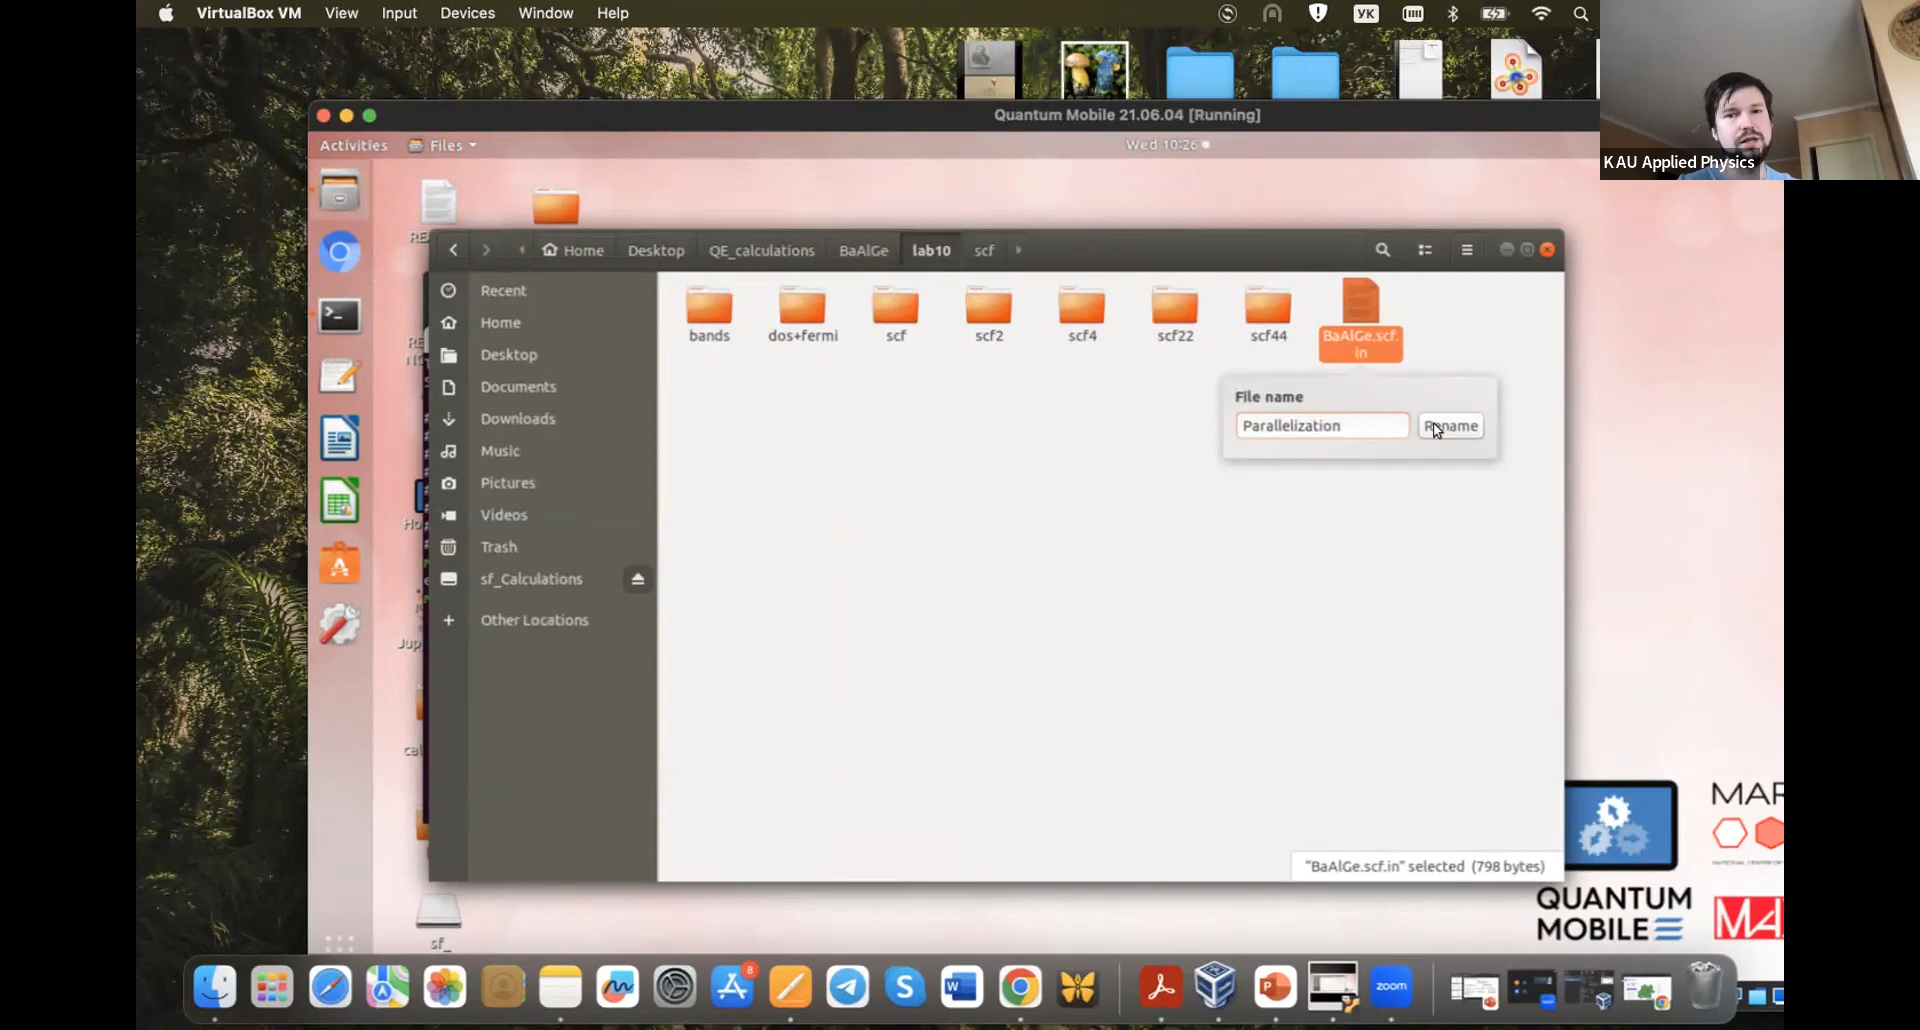 VirtualBox VM View Input Devices Window Help
УК
Quantum Mobile 21.06.04 [Running]
Activities Files Wed 10:26
KAU Applied Physics
Home Desktop QE_calculations BaAlGe lab10 scf
Recent
Home
Desktop
Documents
Downloads
Music
Pictures
Videos
Trash
sf_Calculations
Other Locations
bands dos+fermi scf scf2 scf4 scf22 scf44 BaAlGe.scf.
in
File name
Parallelization Rename
"BaAlGe.scf.in" selected (798 bytes)
sf_
QUANTUM
MOBILE
8
zoom